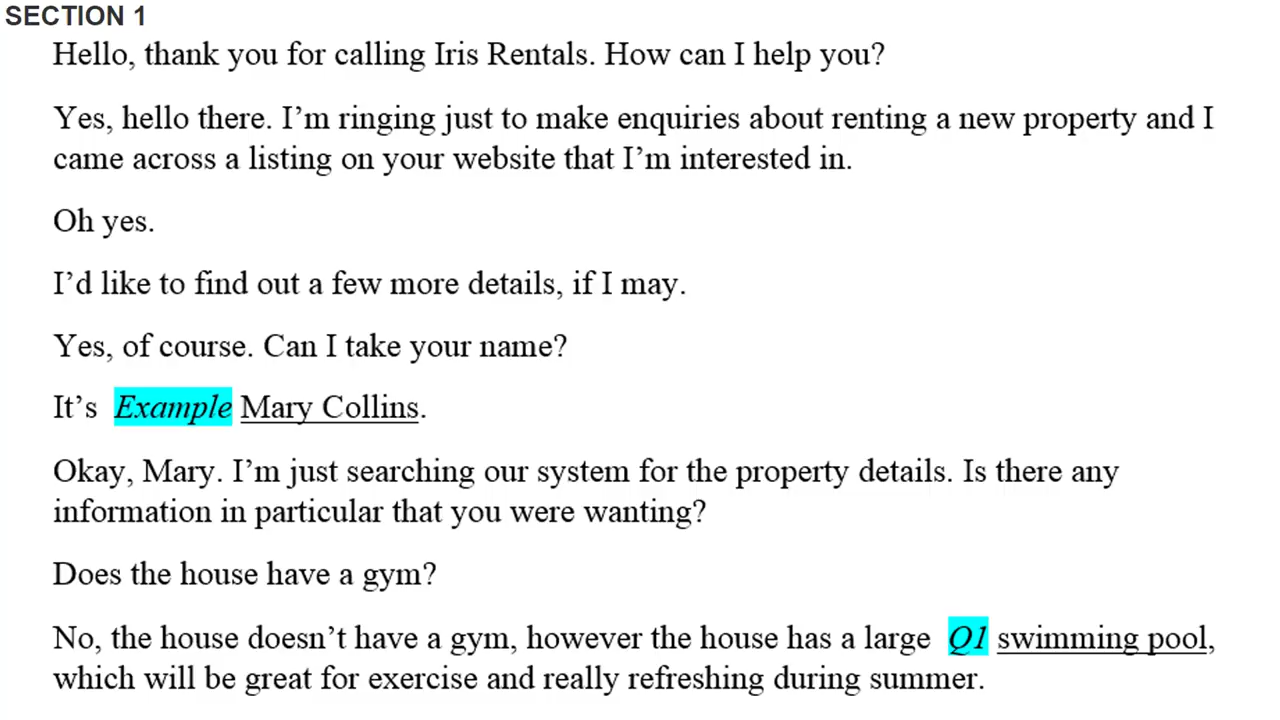 SECTION 1
Hello, thank you for calling Iris Rentals. How can I help you?
Yes, hello there. I’m ringing just to make enquiries about renting a new property and I
came across a listing on your website that I’m interested in.
Oh yes.
I’d like to find out a few more details, if I may.
Yes, of course. Can I take your name?
It’s Example Mary Collins.
Okay, Mary. I’m just searching our system for the property details. Is there any
information in particular that you were wanting?
Does the house have a gym?
No, the house doesn’t have a gym, however the house has a large Q1 swimming pool,
which will be great for exercise and really refreshing during summer.